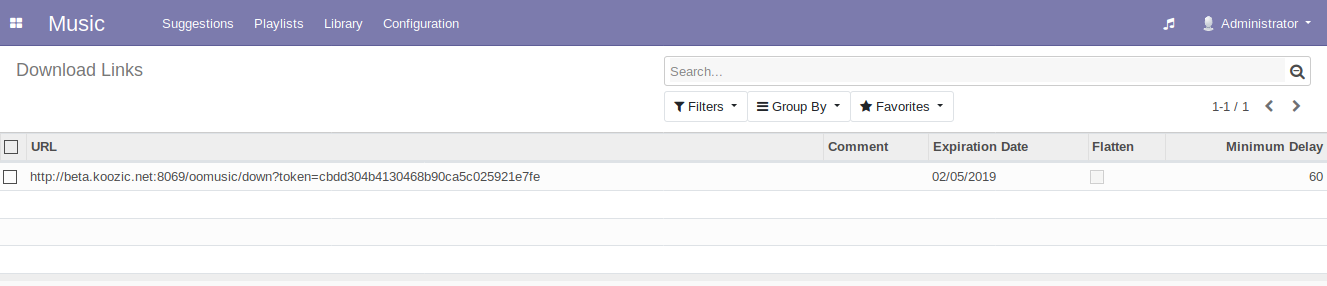 Music Suggestions Playlists Library Configuration Administrator
Download Links
Search...
Filters Group By Favorites 1-1 / 1
URL Comment Expiration Date Flatten Minimum Delay
http://beta.koozic.net:8069/oomusic/down?token=cbdd304b4130468b90ca5c025921e7fe 02/05/2019 60